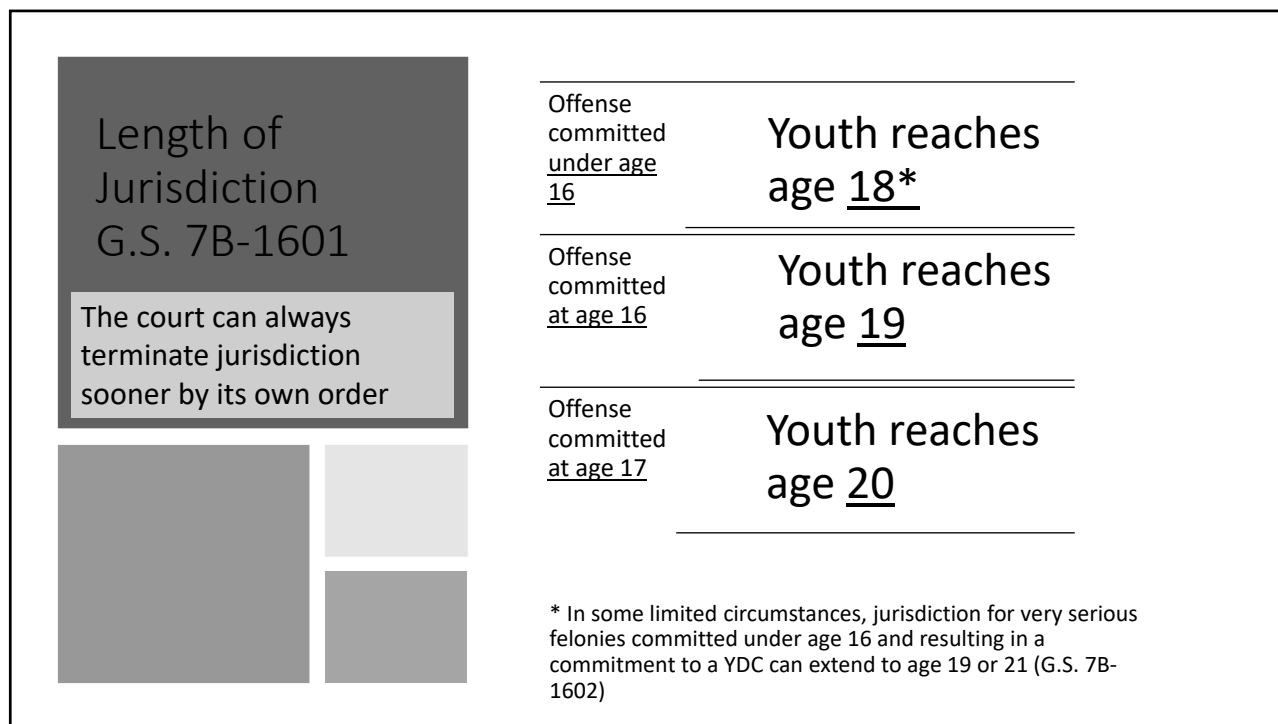 Length of
Jurisdiction
G.S. 7B-1601
The court can always
terminate jurisdiction
sooner by its own order
Offense
committed
under age
16
Youth reaches
age 18*
Offense
committed
at age 16
Youth reaches
age 19
Offense
committed
at age 17
Youth reaches
age 20
* In some limited circumstances, jurisdiction for very serious
felonies committed under age 16 and resulting in a
commitment to a YDC can extend to age 19 or 21 (G.S. 7B-
1602)